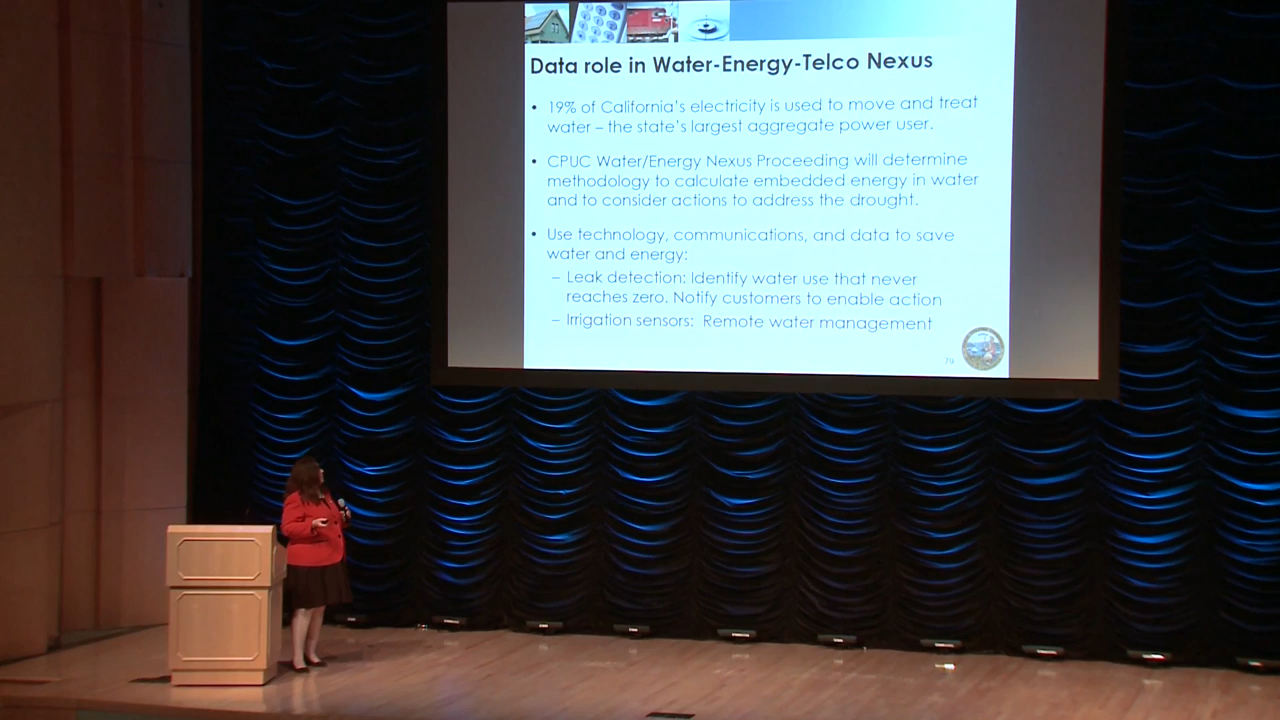 Data role in Water-Energy-Telco Nexus
• 19% of California's electricity is used to move and treat
water – the state's largest aggregate power user.
• CPUC Water/Energy Nexus Proceeding will determine
methodology to calculate embedded energy in water
and to consider actions to address the drought.
• Use technology, communications, and data to save
water and energy:
– Leak detection: Identify water use that never
reaches zero. Notify customers to enable action
– Irrigation sensors: Remote water management
79